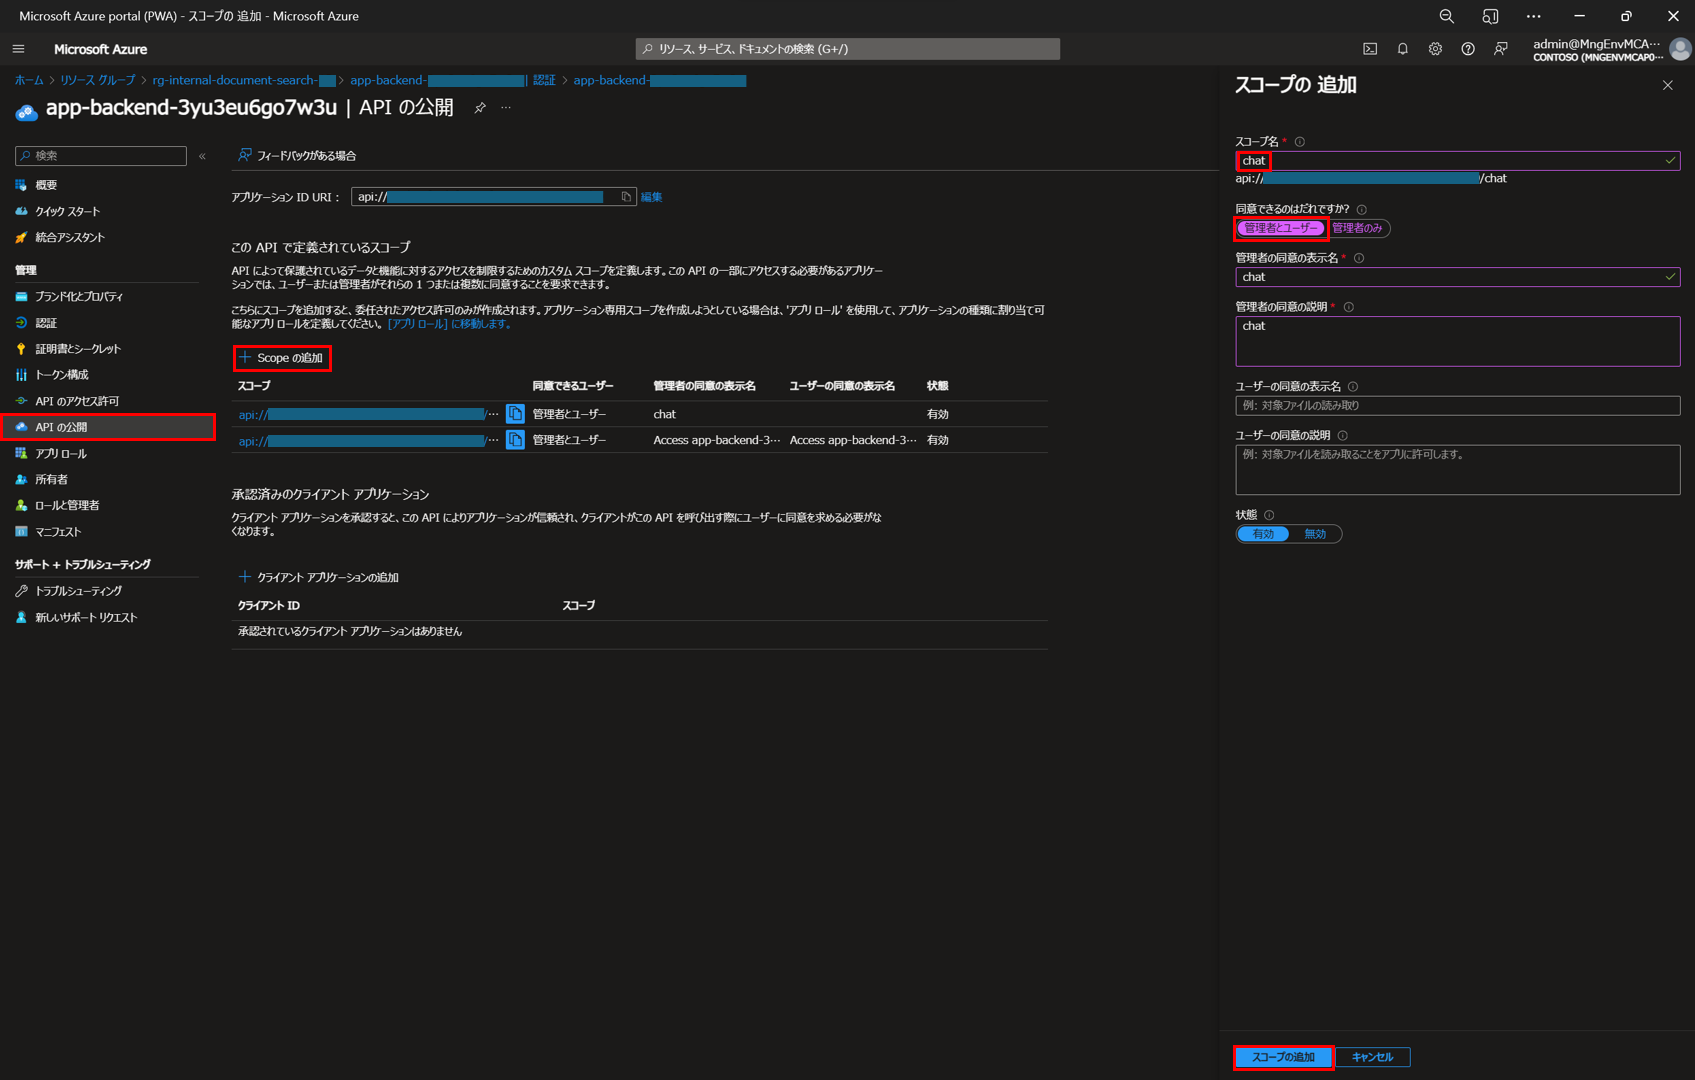 Microsoft Azure portal (PWA) - スコープの 追加 - Microsoft Azure
Microsoft Azure
リソース、サービス、ドキュメントの検索 (G+/)
admin@MngEnvMCA…
CONTOSO (MNGENVMCAP0…
ホーム > リソース グループ > rg-internal-document-search- > app-backend- | 認証 > app-backend-
app-backend-3yu3eu6go7w3u | API の公開
…
検索
«
概要
クイック スタート
統合アシスタント
管理
ブランド化とプロパティ
認証
証明書とシークレット
トークン構成
API のアクセス許可
API の公開
アプリ ロール
所有者
ロールと管理者
マニフェスト
サポート + トラブルシューティング
トラブルシューティング
新しいサポート リクエスト
フィードバックがある場合
アプリケーション ID URI : api:// 編集
この API で定義されているスコープ
API によって保護されているデータと機能に対するアクセスを制限するためのカスタム スコープを定義します。この API の一部にアクセスする必要があるアプリケー
ションでは、ユーザーまたは管理者がそれらの 1 つまたは複数に同意することを要求できます。
こちらにスコープを追加すると、委任されたアクセス許可のみが作成されます。アプリケーション専用スコープを作成しようとしている場合は、'アプリ ロール' を使用して、アプリケーションの種類に割り当て可
能なアプリ ロールを定義してください。[アプリ ロール] に移動します。
Scope の追加
スコープ 同意できるユーザー 管理者の同意の表示名 ユーザーの同意の表示名 状態
api:// /… 管理者とユーザー chat 有効
api:// /… 管理者とユーザー Access app-backend-3… Access app-backend-3… 有効
承認済みのクライアント アプリケーション
クライアント アプリケーションを承認すると、この API によりアプリケーションが信頼され、クライアントがこの API を呼び出す際にユーザーに同意を求める必要がな
くなります。
クライアント アプリケーションの追加
クライアント ID スコープ
承認されているクライアント アプリケーションはありません
スコープの 追加
スコープ名 *
chat
api:// /chat
同意できるのはだれですか?
管理者とユーザー 管理者のみ
管理者の同意の表示名 *
chat
管理者の同意の説明 *
chat
ユーザーの同意の表示名
例: 対象ファイルの読み取り
ユーザーの同意の説明
例: 対象ファイルを読み取ることをアプリに許可します。
状態
有効 無効
スコープの追加 キャンセル